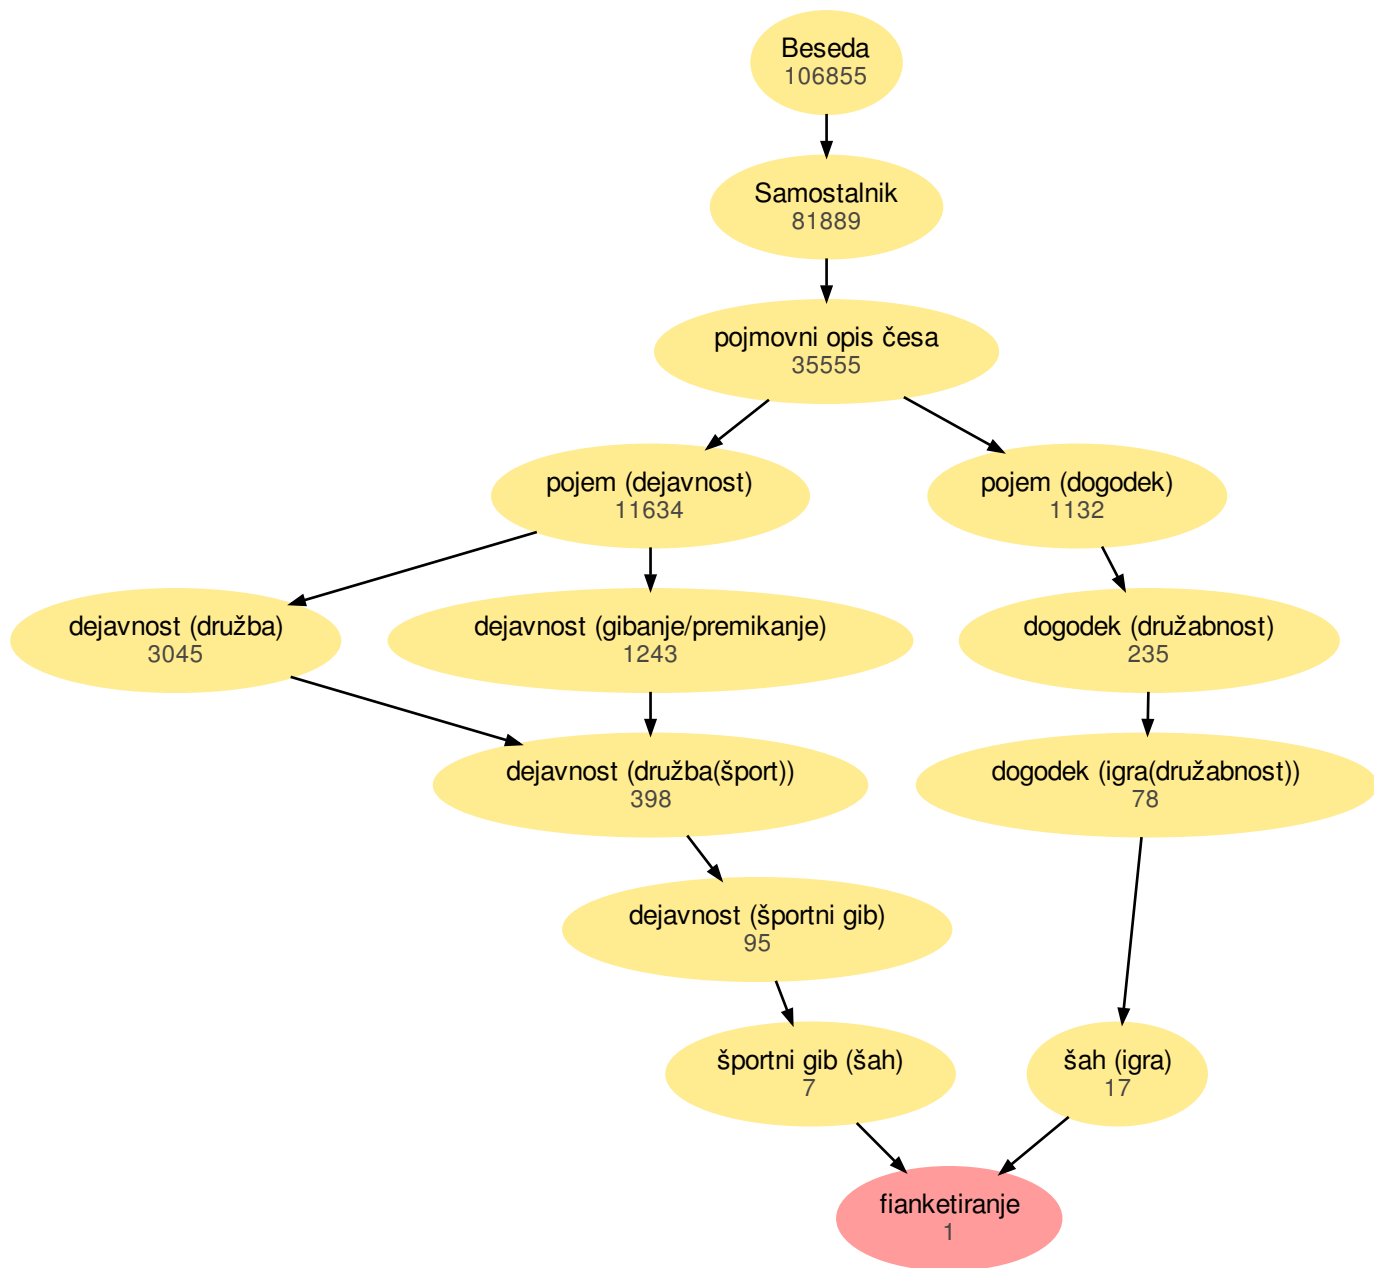 Beseda
106855
Samostalnik
81889
pojmovni opis česa
35555
pojem (dejavnost)
11634
pojem (dogodek)
1132
dejavnost (družba)
3045
dejavnost (gibanje/premikanje)
1243
dogodek (družabnost)
235
dejavnost (družba(šport))
398
dogodek (igra(družabnost))
78
dejavnost (športni gib)
95
športni gib (šah)
7
šah (igra)
17
fianketiranje
1